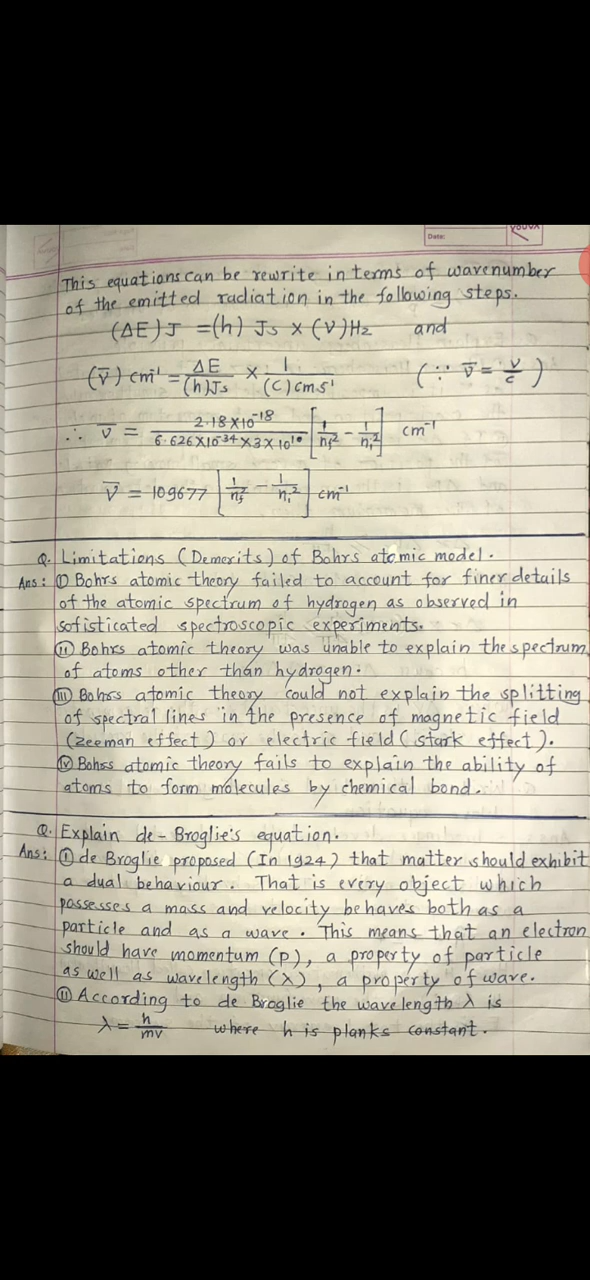 Date:
YOUVA
This equations can be rewrite in terms of wavenumber
of the emitted radiation in the following steps.
(ΔE) J = (h) Js × (ν) Hz and
(ν̅) cm⁻¹ = ΔE/(h)Js × 1/(C) cms⁻¹ (∵ ν̅ = ν/c)
∴ ν̅ = 2.18×10⁻¹⁸/6.626×10⁻³⁴×3×10¹⁰ [1/nf² − 1/ni²] cm⁻¹
ν̅ = 109677 [1/nf² − 1/ni²] cm⁻¹
Q. Limitations (Demerits) of Bohrs atomic model.
Ans: (I) Bohrs atomic theory failed to account for finer details
of the atomic spectrum of hydrogen as observed in
sofisticated spectroscopic experiments.
(II) Bohrs atomic theory was unable to explain the spectrum
of atoms other than hydrogen.
(III) Bohrs atomic theory could not explain the splitting
of spectral lines in the presence of magnetic field
(zeeman effect) or electric field (stark effect).
(IV) Bohrs atomic theory fails to explain the ability of
atoms to form molecules by chemical bond.
Q. Explain de-Broglie's equation.
Ans: (I) de Broglie proposed (In 1924) that matter should exhibit
a dual behaviour. That is every object which
possesses a mass and velocity behaves both as a
particle and as a wave. This means that an electron
should have momentum (p), a property of particle
as well as wavelength (λ), a property of wave.
(II) According to de Broglie the wavelength λ is
λ = h/mv where h is planks constant.